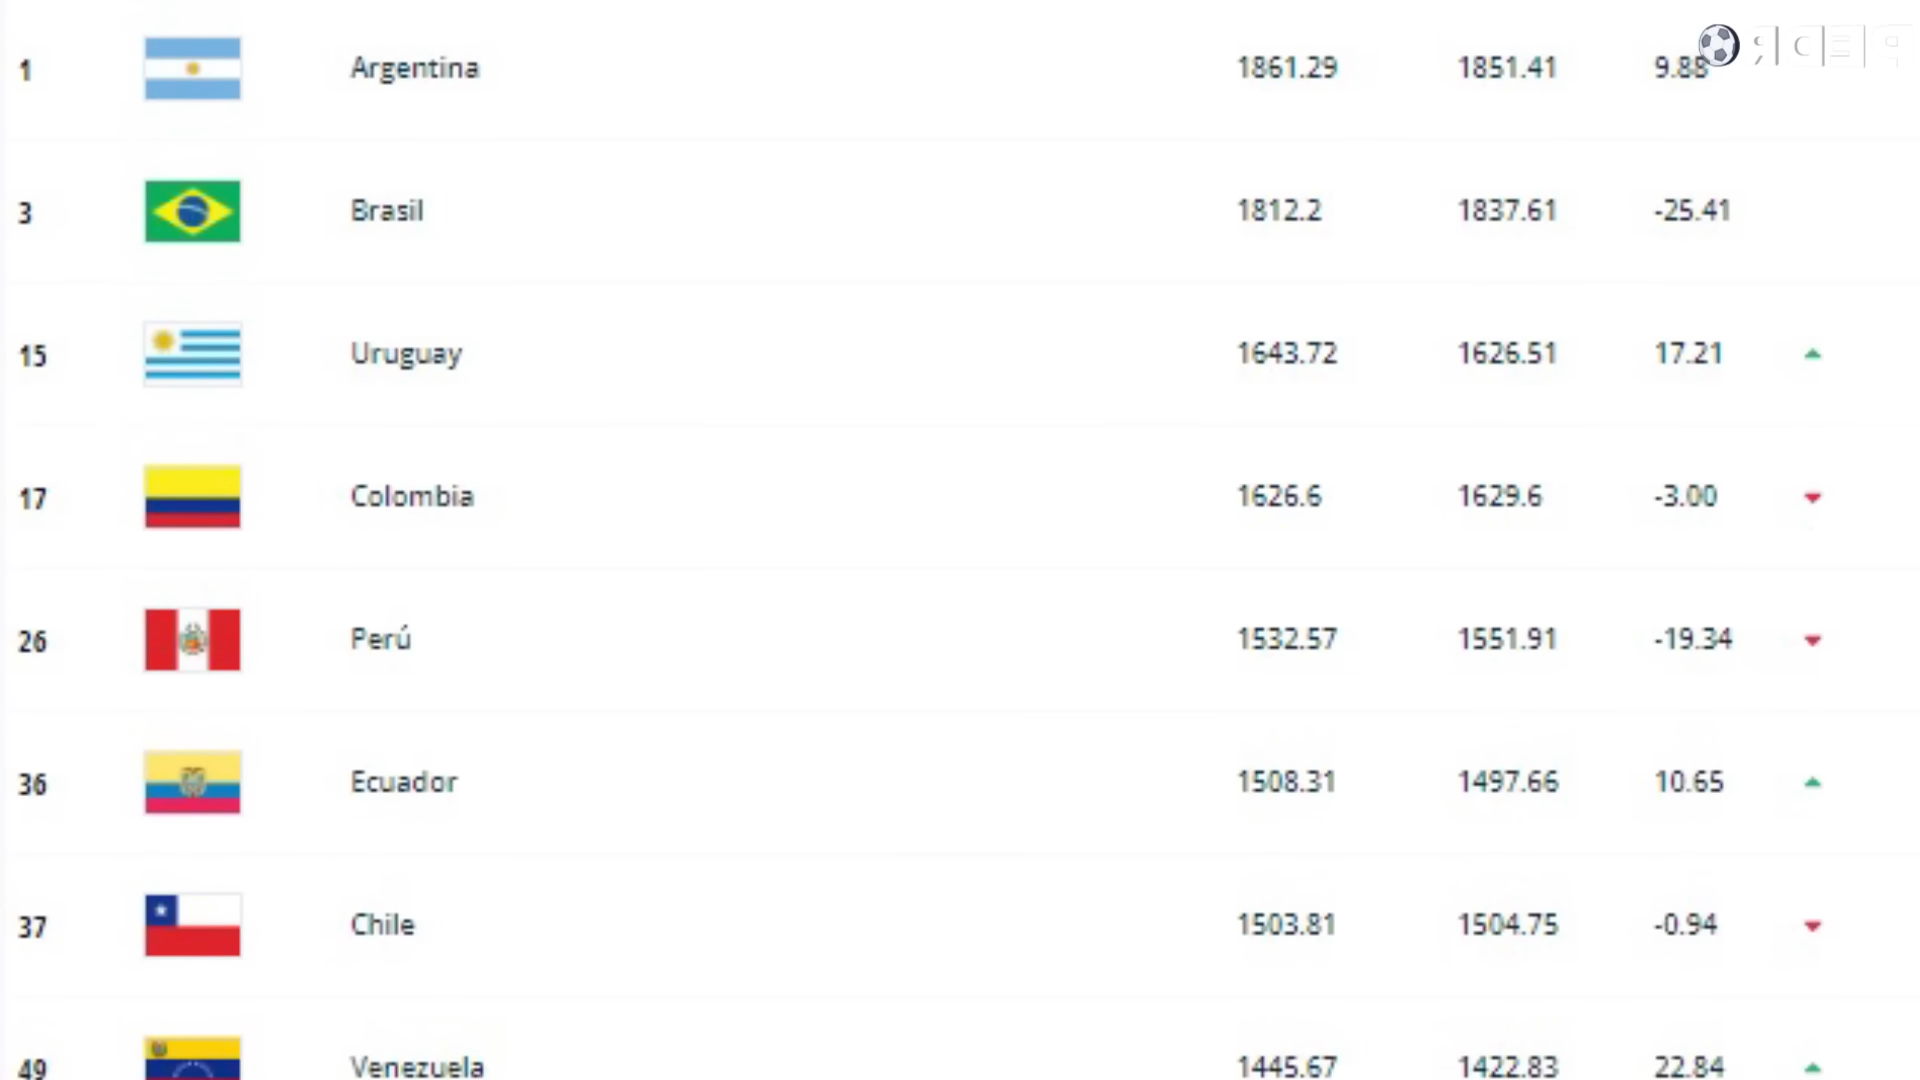 1 Argentina 1861.29 1851.41 9.88
3 Brasil 1812.2 1837.61 -25.41
15 Uruguay 1643.72 1626.51 17.21
17 Colombia 1626.6 1629.6 -3.00
26 Perú 1532.57 1551.91 -19.34
36 Ecuador 1508.31 1497.66 10.65
37 Chile 1503.81 1504.75 -0.94
49 Venezuela 1445.67 1422.83 22.84